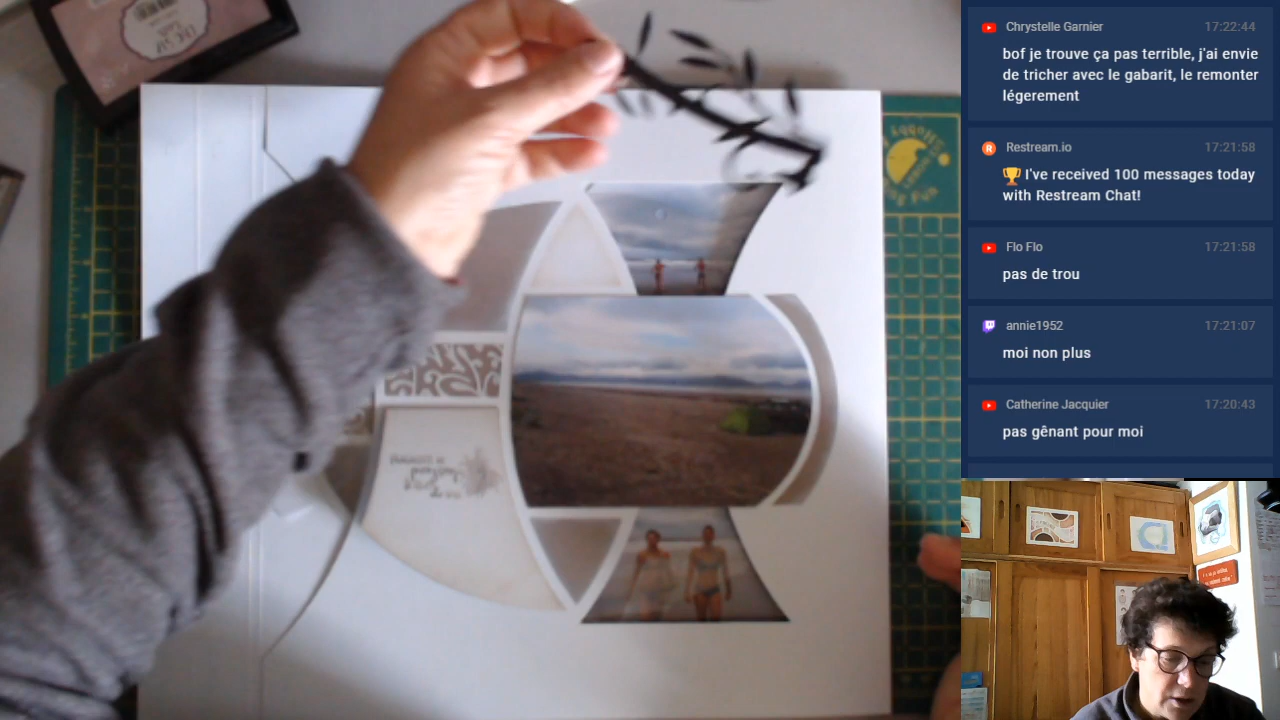 Chrystelle Garnier 17:22:44
bof je trouve ça pas terrible, j'ai envie
de tricher avec le gabarit, le remonter
légerement
Restream.io 17:21:58
🏆 I've received 100 messages today
with Restream Chat!
Flo Flo 17:21:58
pas de trou
annie1952 17:21:07
moi non plus
Catherine Jacquier 17:20:43
pas gênant pour moi